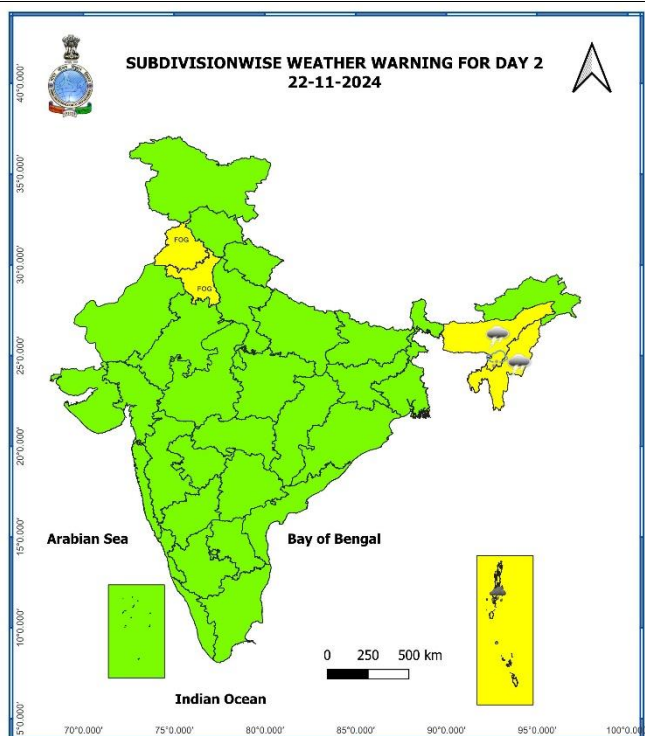 SUBDIVISIONWISE WEATHER WARNING FOR DAY 2
22-11-2024
40°0.000'
35°0.000'
30°0.000'
25°0.000'
20°0.000'
15°0.000'
10°0.000'
5°0.000'
FOG
FOG
Arabian Sea
Bay of Bengal
0 250 500 km
Indian Ocean
70°0.000' 75°0.000' 80°0.000' 85°0.000' 90°0.000' 95°0.000' 100°0.000'